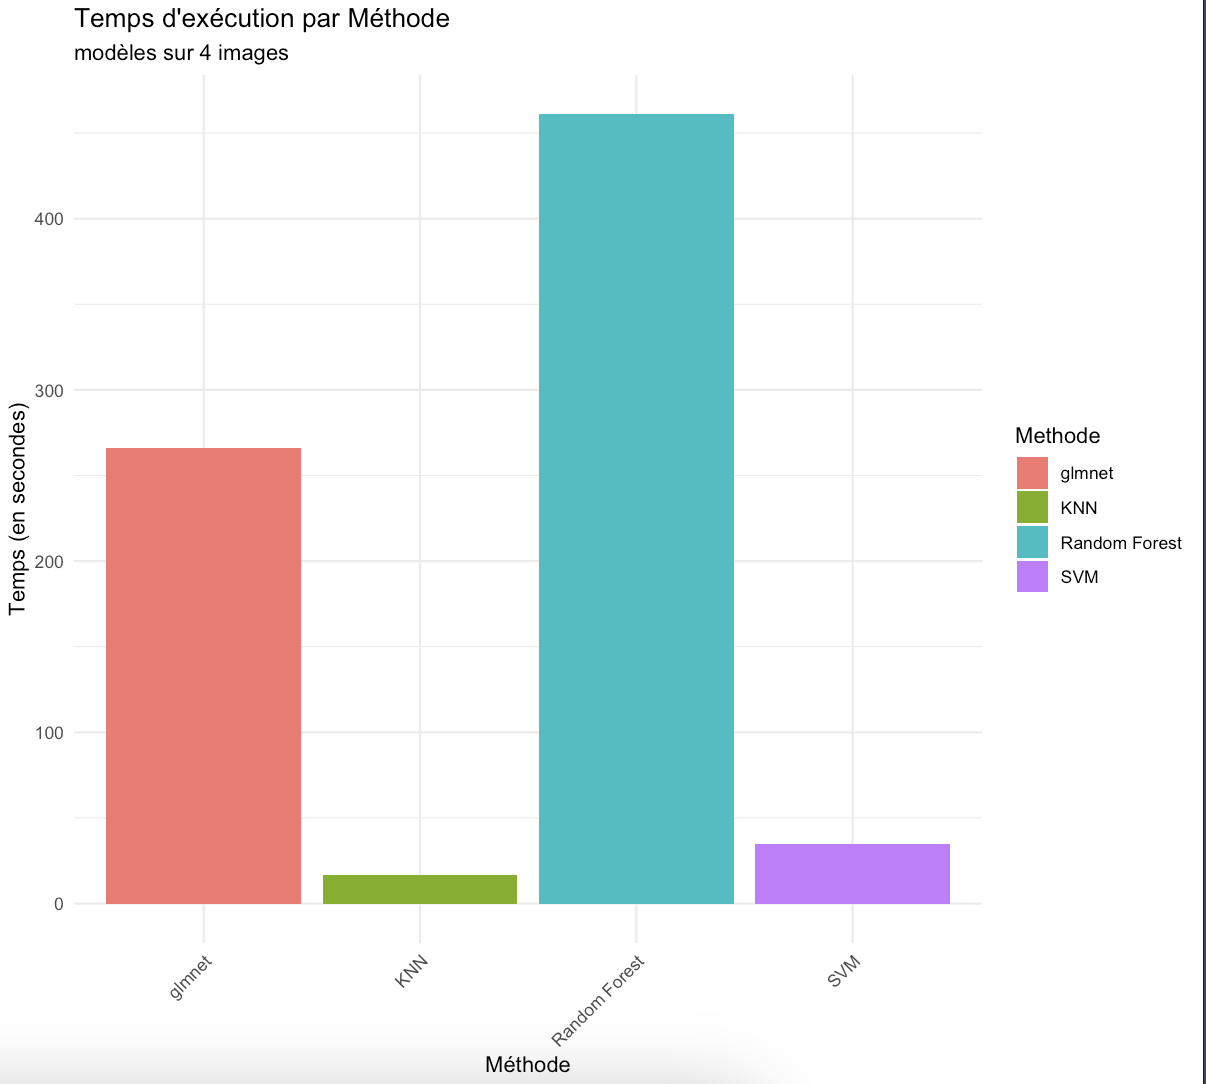 Temps d'exécution par Méthode
modèles sur 4 images
Temps (en secondes)
400
300
200
100
0
glmnet
KNN
Random Forest
SVM
Méthode
Methode
glmnet
KNN
Random Forest
SVM